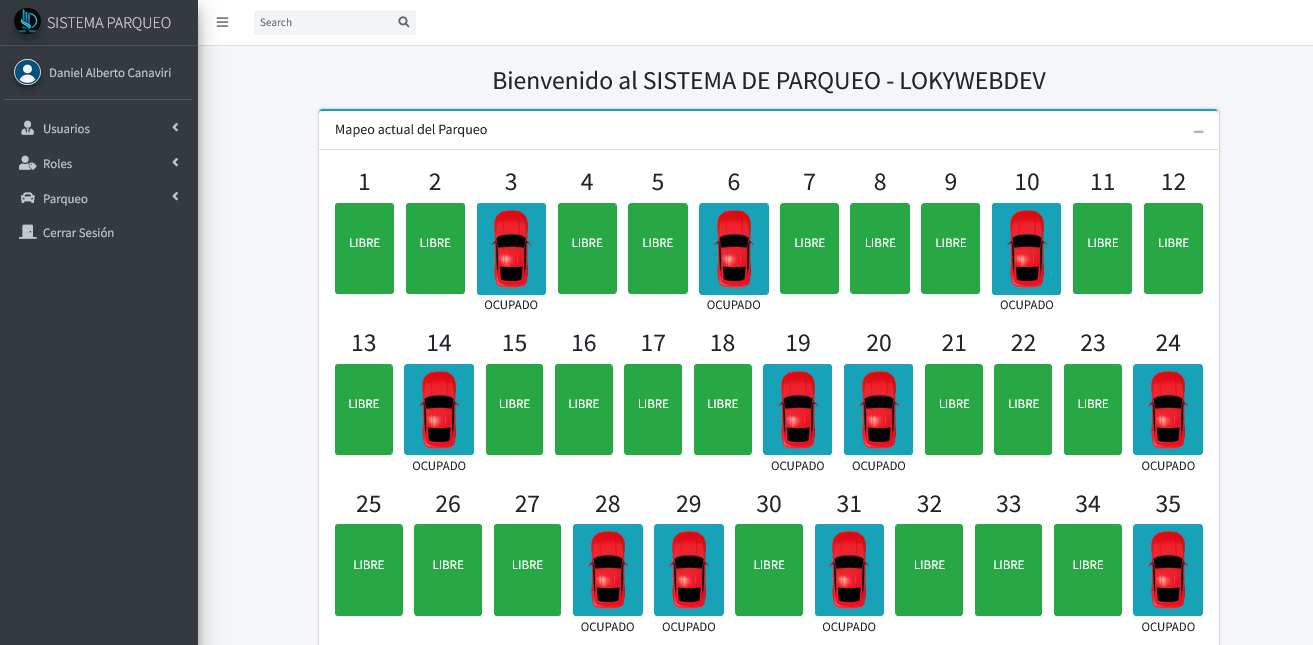 SISTEMA PARQUEO
Search
Daniel Alberto Canaviri
Usuarios
Roles
Parqueo
Cerrar Sesión
Bienvenido al SISTEMA DE PARQUEO - LOKYWEBDEV
Mapeo actual del Parqueo
1 2 3 4 5 6 7 8 9 10 11 12
LIBRE LIBRE LIBRE LIBRE LIBRE LIBRE LIBRE LIBRE LIBRE
OCUPADO OCUPADO OCUPADO
13 14 15 16 17 18 19 20 21 22 23 24
LIBRE LIBRE LIBRE LIBRE LIBRE LIBRE LIBRE LIBRE
OCUPADO OCUPADO OCUPADO OCUPADO
25 26 27 28 29 30 31 32 33 34 35
LIBRE LIBRE LIBRE LIBRE LIBRE LIBRE LIBRE
OCUPADO OCUPADO OCUPADO OCUPADO